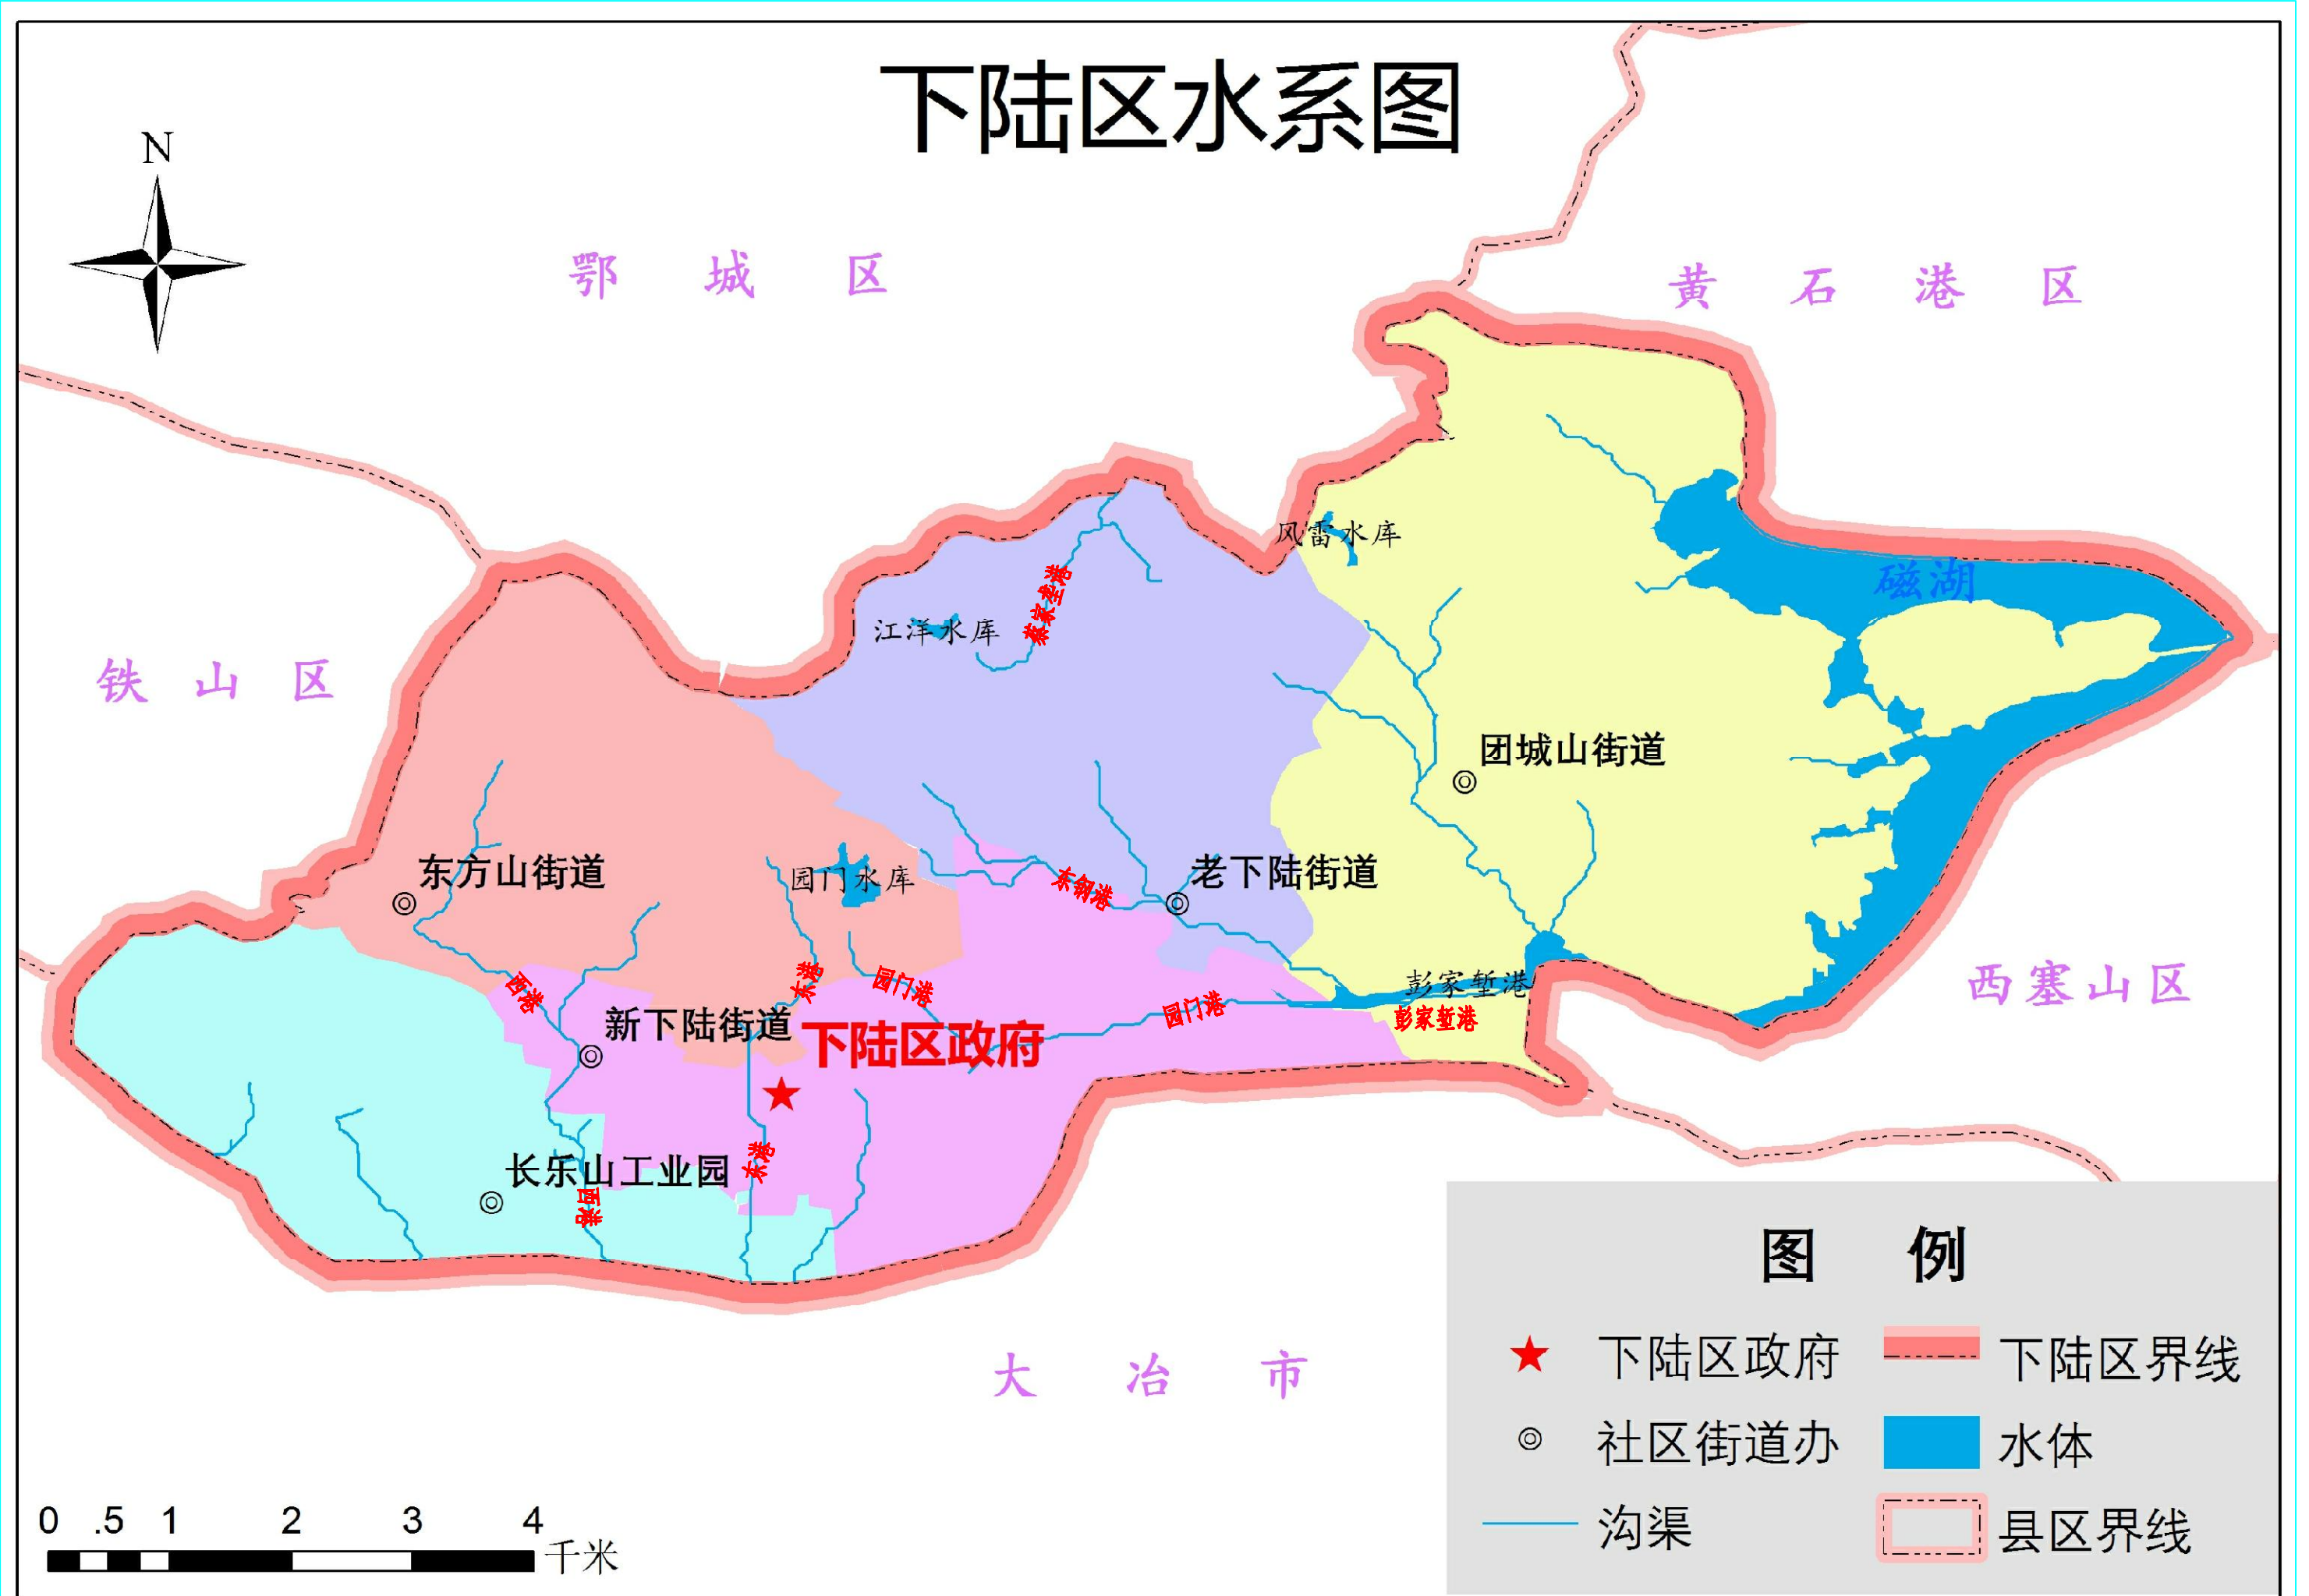 下陆区水系图
N
鄂城区
黄石港区
风雷水库
磁湖
蔡家垄港
江洋水库
铁山区
团城山街道
东方山街道
园门水库
东钢港
老下陆街道
西港
东港
园门港
彭家堑港
西塞山区
新下陆街道
下陆区政府
园门港
彭家堑港
长乐山工业园
东港
西港
大冶市
图例
下陆区政府
下陆区界线
社区街道办
水体
沟渠
县区界线
0 .5 1 2 3 4
千米